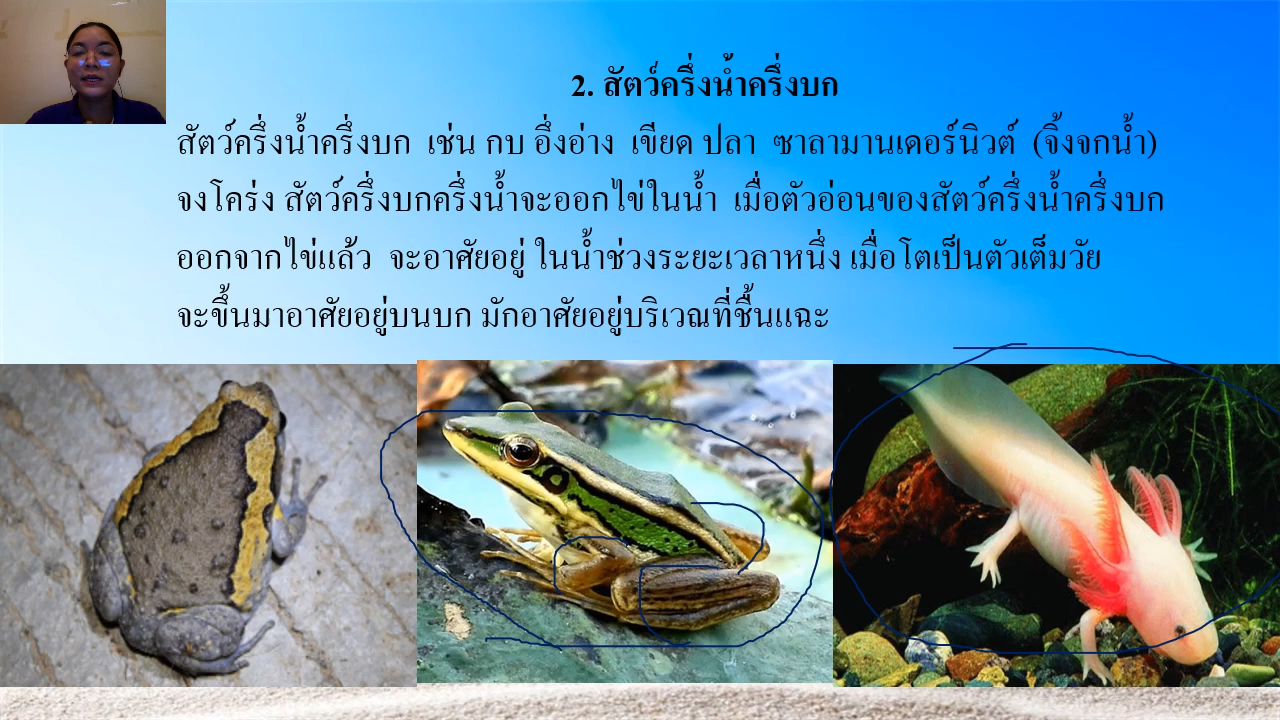 2. สัตว์ครึ่งน้ำครึ่งบก
สัตว์ครึ่งน้ำครึ่งบก เช่น กบ อึ่งอ่าง เขียด ปลา ซาลามานเดอร์นิวต์ (จิ้งจกน้ำ)
จงโคร่ง สัตว์ครึ่งบกครึ่งน้ำจะออกไข่ในน้ำ เมื่อตัวอ่อนของสัตว์ครึ่งน้ำครึ่งบก
ออกจากไข่แล้ว จะอาศัยอยู่ ในน้ำช่วงระยะเวลาหนึ่ง เมื่อโตเป็นตัวเต็มวัย
จะขึ้นมาอาศัยอยู่บนบก มักอาศัยอยู่บริเวณที่ชื้นแฉะ